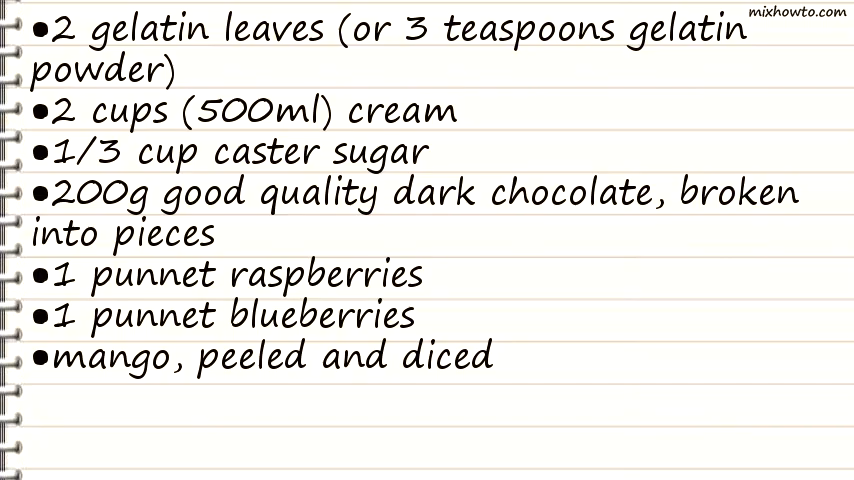 mixhowto.com
•2 gelatin leaves (or 3 teaspoons gelatin
powder)
•2 cups (500ml) cream
•1/3 cup caster sugar
•200g good quality dark chocolate, broken
into pieces
•1 punnet raspberries
•1 punnet blueberries
•mango, peeled and diced